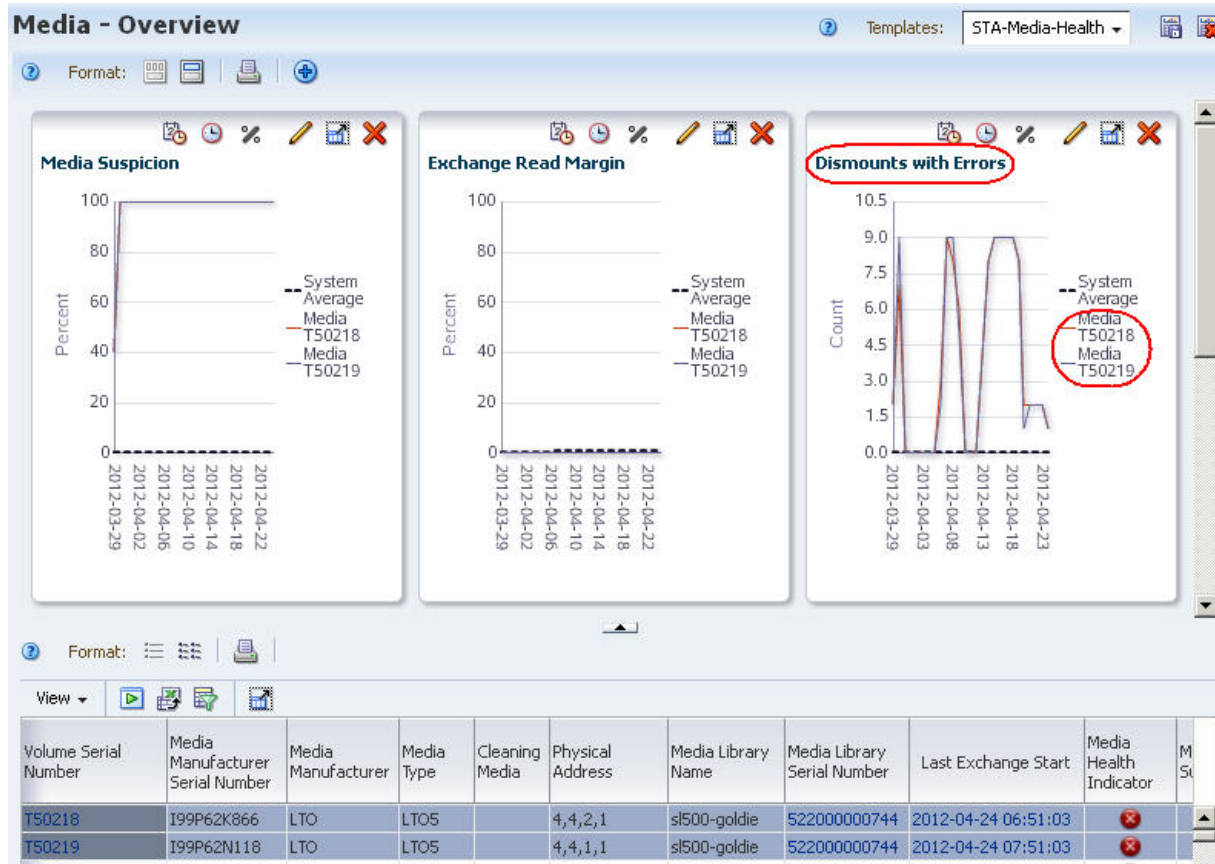 Media - Overview
Templates: STA-Media-Health
Format:
Media Suspicion
100
80
60
40
20
0
Percent
2012-03-29
2012-04-02
2012-04-06
2012-04-10
2012-04-14
2012-04-18
2012-04-22
System
Average
Media
T50218
Media
T50219
Exchange Read Margin
100
80
60
40
20
0
Percent
2012-03-29
2012-04-02
2012-04-06
2012-04-10
2012-04-14
2012-04-18
2012-04-22
System
Average
Media
T50218
Media
T50219
Dismounts with Errors
10.5
9.0
7.5
6.0
4.5
3.0
1.5
0.0
Count
2012-03-29
2012-04-03
2012-04-08
2012-04-13
2012-04-18
2012-04-23
System
Average
Media
T50218
Media
T50219
Format:
View
Volume Serial Number
Media Manufacturer Serial Number
Media Manufacturer
Media Type
Cleaning Media
Physical Address
Media Library Name
Media Library Serial Number
Last Exchange Start
Media Health Indicator
T50218 I99P62K866 LTO LTO5 4,4,2,1 sl500-goldie 522000000744 2012-04-24 06:51:03
T50219 I99P62N118 LTO LTO5 4,4,1,1 sl500-goldie 522000000744 2012-04-24 07:51:03